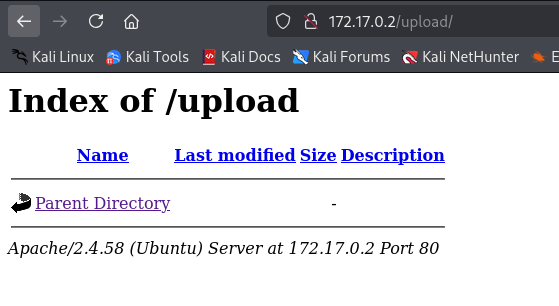 172.17.0.2/upload/
Kali Linux Kali Tools Kali Docs Kali Forums Kali NetHunter E
Index of /upload
Name Last modified Size Description
Parent Directory -
Apache/2.4.58 (Ubuntu) Server at 172.17.0.2 Port 80